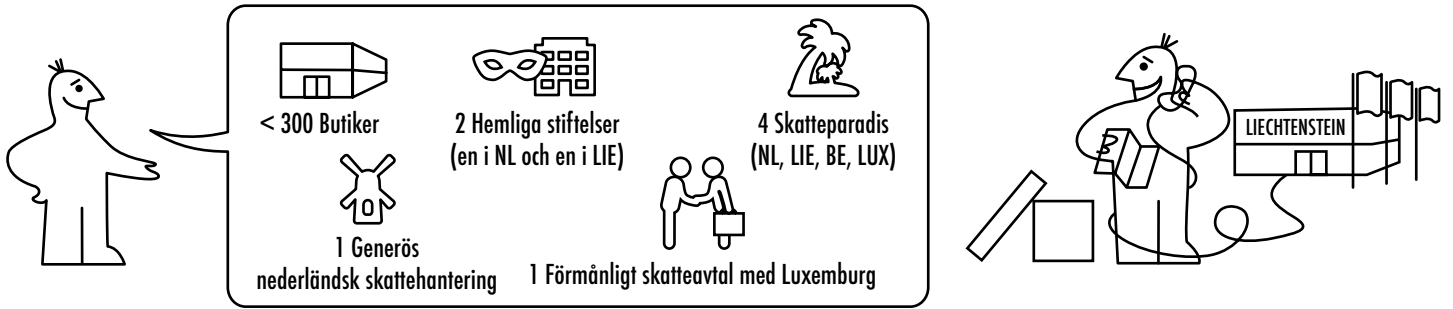 < 300 Butiker
2 Hemliga stiftelser
(en i NL och en i LIE)
4 Skatteparadis
(NL, LIE, BE, LUX)
1 Generös
nederländsk skattehantering
1 Förmånligt skatteavtal med Luxemburg
LIECHTENSTEIN